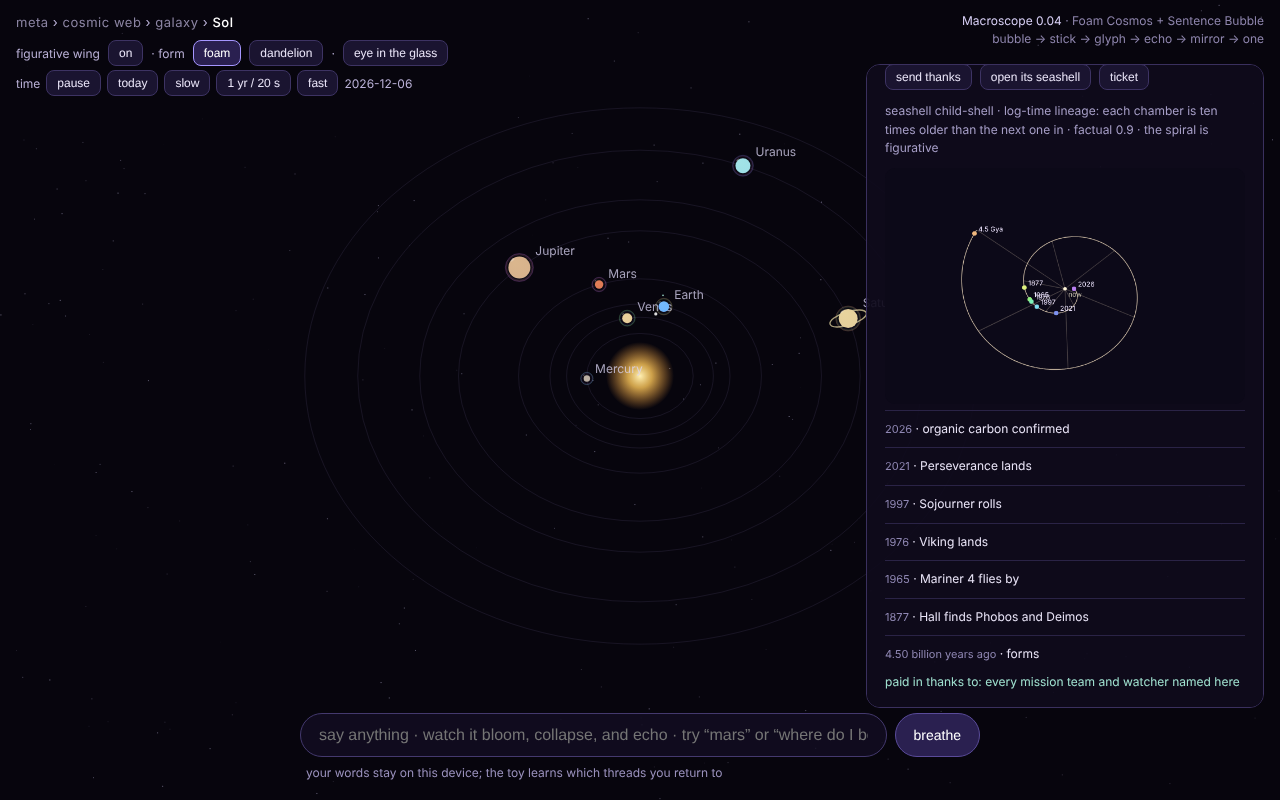 meta › cosmic web › galaxy › Sol
figurative wing on · form foam dandelion · eye in the glass
time pause today slow 1 yr / 20 s fast 2026-12-06
Macroscope 0.04 · Foam Cosmos + Sentence Bubble
bubble → stick → glyph → echo → mirror → one
Uranus
Jupiter
Mars
Earth
Venus
Mercury
send thanks open its seashell ticket
seashell child-shell · log-time lineage: each chamber is ten
times older than the next one in · factual 0.9 · the spiral is
figurative
4.5 Gya
1877
2026
now
1965
1997
2021
2026 · organic carbon confirmed
2021 · Perseverance lands
1997 · Sojourner rolls
1976 · Viking lands
1965 · Mariner 4 flies by
1877 · Hall finds Phobos and Deimos
4.50 billion years ago · forms
paid in thanks to: every mission team and watcher named here
say anything · watch it bloom, collapse, and echo · try “mars” or “where do I b
breathe
your words stay on this device; the toy learns which threads you return to